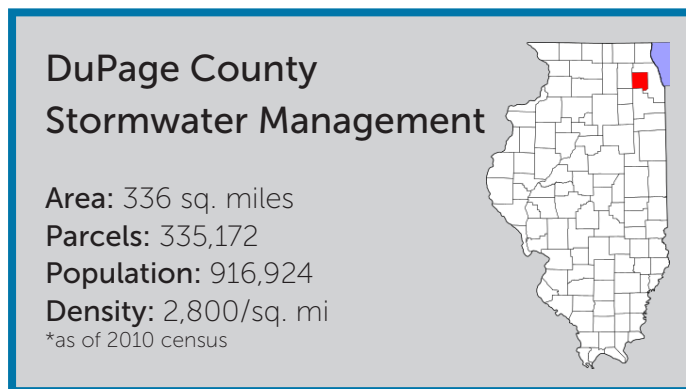 DuPage County
Stormwater Management
Area: 336 sq. miles
Parcels: 335,172
Population: 916,924
Density: 2,800/sq. mi
*as of 2010 census